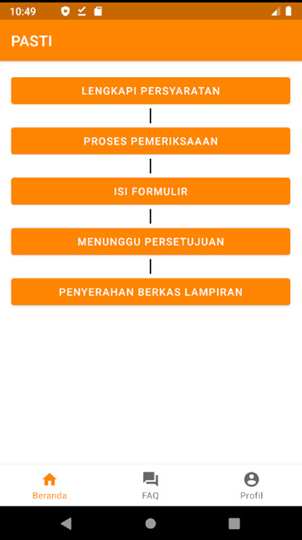 10:49
PASTI
LENGKAPI PERSYARATAN
PROSES PEMERIKSAAAN
ISI FORMULIR
MENUNGGU PERSETUJUAN
PENYERAHAN BERKAS LAMPIRAN
Beranda
FAQ
Profil